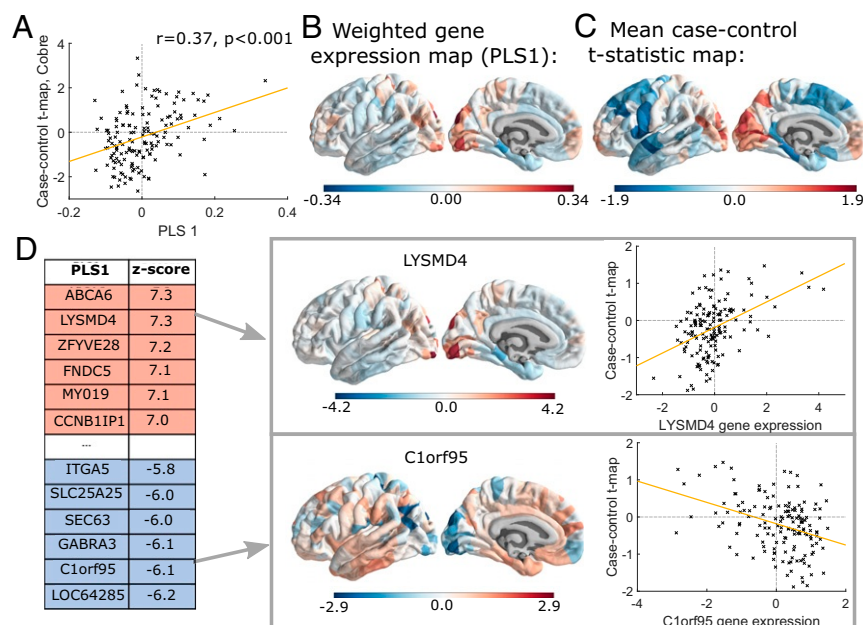 A
r=0.37, p<0.001
Case-control t-map, Cobre
4
2
0
-2
-0.2
0
0.2
0.4
PLS 1
B Weighted gene
expression map (PLS1):
-0.34
0.00
0.34
C Mean case-control
t-statistic map:
-1.9
0.0
1.9
D
PLS1 z-score
ABCA6 7.3
LYSMD4 7.3
ZFYVE28 7.2
FNDC5 7.1
MY019 7.1
CCNB1IP1 7.0
...
ITGA5 -5.8
SLC25A25 -6.0
SEC63 -6.0
GABRA3 -6.1
C1orf95 -6.1
LOC64285 -6.2
LYSMD4
-4.2
0.0
4.2
Case-control t-map
2
1
0
-1
-2
-2
0
2
4
LYSMD4 gene expression
C1orf95
-2.9
0.0
2.9
Case-control t-map
2
1
0
-1
-2
-4
-2
0
2
C1orf95 gene expression